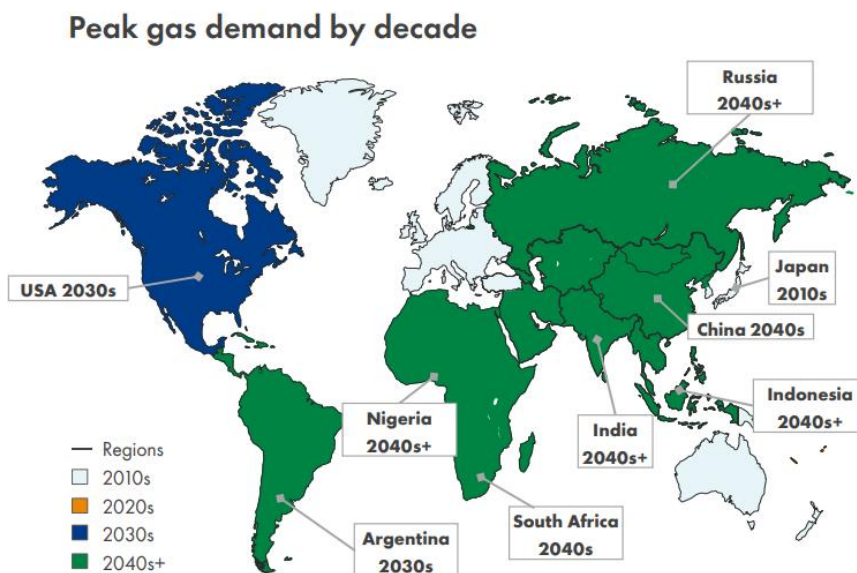 Peak gas demand by decade
Russia
2040s+
USA 2030s
Japan
2010s
China 2040s
Nigeria
2040s+
India
2040s+
Indonesia
2040s+
South Africa
2040s
Argentina
2030s
Regions
2010s
2020s
2030s
2040s+